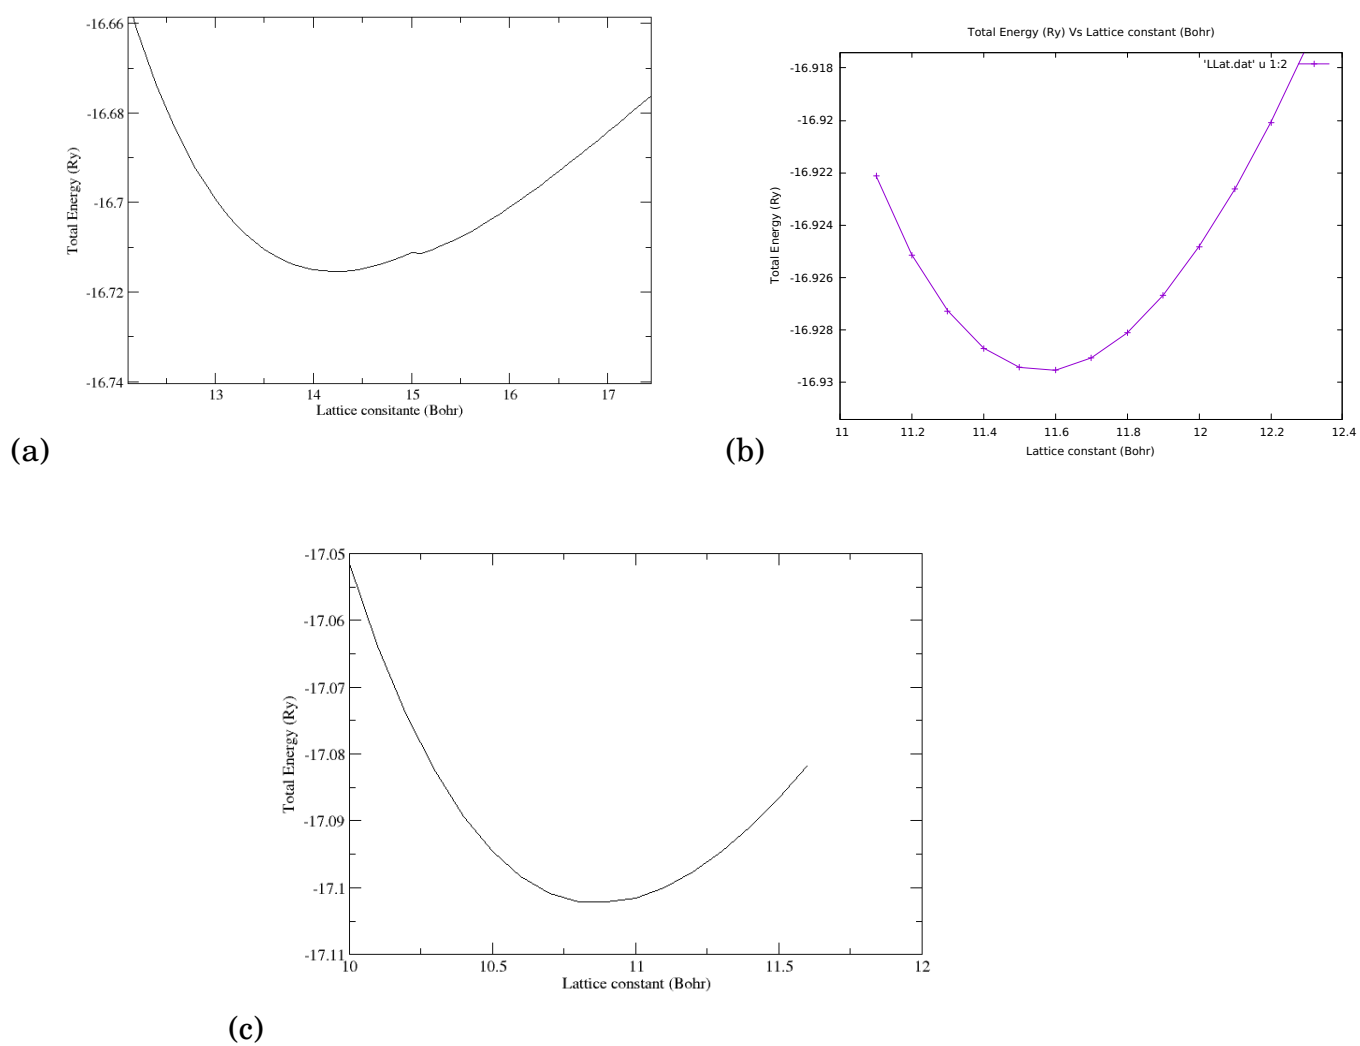 -16.66
-16.68
-16.7
-16.72
-16.74
Total Energy (Ry)
13 14 15 16 17
Lattice consitante (Bohr)
(a)
Total Energy (Ry) Vs Lattice constant (Bohr)
'LLat.dat' u 1:2
-16.918
-16.92
-16.922
-16.924
-16.926
-16.928
-16.93
Total Energy (Ry)
11 11.2 11.4 11.6 11.8 12 12.2 12.4
Lattice constant (Bohr)
(b)
-17.05
-17.06
-17.07
-17.08
-17.09
-17.1
-17.11
Total Energy (Ry)
10 10.5 11 11.5 12
Lattice constant (Bohr)
(c)